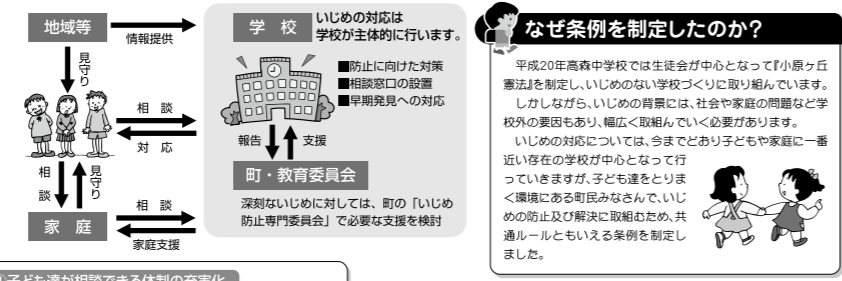 地域等
情報提供
見守り
相談
対応
相談
見守り
家庭
相談
家庭支援
学校
いじめの対応は
学校が主体的に行います。
■防止に向けた対策
■相談窓口の設置
■早期発見への対応
報告
支援
町・教育委員会
深刻ないじめに対しては、町の「いじめ
防止専門委員会」で必要な支援を検討
なぜ条例を制定したのか?
平成20年高森中学校では生徒会が中心となって『小原ヶ丘
憲法』を制定し、いじめのない学校づくりに取り組んでいます。
しかしながら、いじめの背景には、社会や家庭の問題など学
校外の要因もあり、幅広く取組んでいく必要があります。
いじめの対応については、今までどおり子どもや家庭に一番
近い存在の学校が中心となって行
っていきますが、子ども達をとりま
く環境にある町民みなさんで、いじ
めの防止及び解決に取組むため、共
通ルールともいえる条例を制定し
ました。
子ども達が相談できる体制の充実化